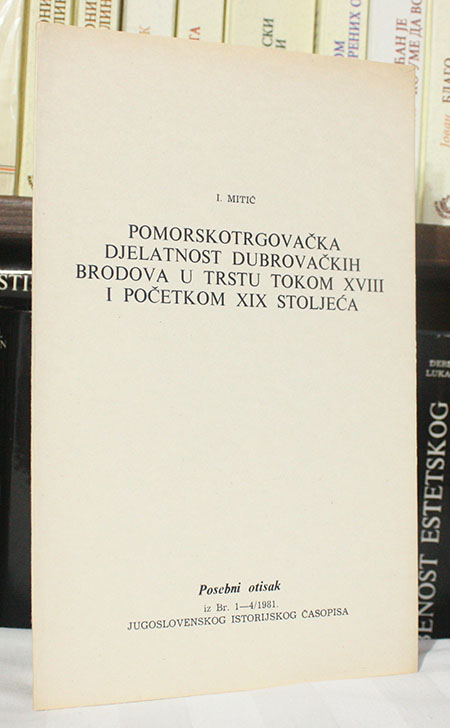 I. MITIĆ
POMORSKOTRGOVAČKA
DJELATNOST DUBROVAČKIH
BRODOVA U TRSTU TOKOM XVIII
I POČETKOM XIX STOLJEĆA
Posebni otisak
iz Br. 1—4/1981.
JUGOSLOVENSKOG ISTORIJSKOG ČASOPISA
ESTETSKOG